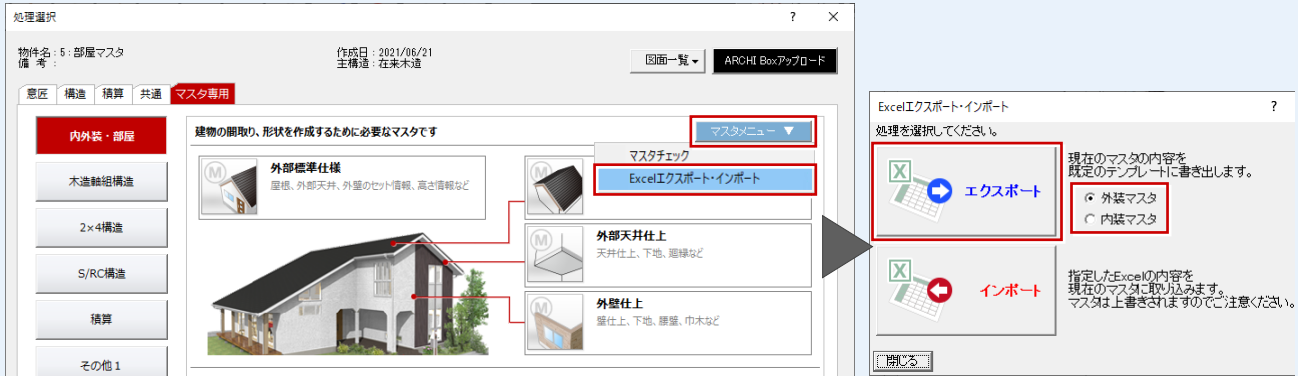 処理選択
? ×
物件名：5：部屋マスタ
作成日：2021/06/21
備 考 ：
主構造：在来木造
図面一覧▼
ARCHI Boxアップロード
意匠 構造 積算 共通 マスタ専用
内外装・部屋
木造軸組構造
2×4構造
S/RC構造
積算
その他1
建物の間取り、形状を作成するために必要なマスタです
マスタメニュー ▼
マスタチェック
Excelエクスポート・インポート
M
外部標準仕様
屋根、外部天井、外壁のセット情報、高さ情報など
M
M
外部天井仕上
天井仕上、下地、廻縁など
M
外壁仕上
壁仕上、下地、腰壁、巾木など
Excelエクスポート・インポート
?
処理を選択してください。
X
エクスポート
現在のマスタの内容を
既定のテンプレートに書き出します。
外装マスタ
内装マスタ
X
インポート
指定したExcelの内容を
現在のマスタに取り込みます。
マスタは上書きされますのでご注意ください。
閉じる